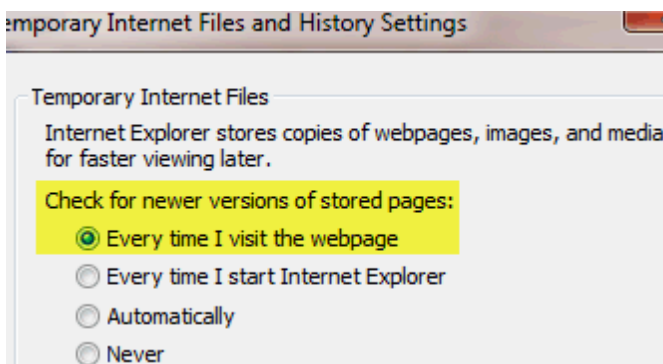 emporary Internet Files and History Settings
Temporary Internet Files
Internet Explorer stores copies of webpages, images, and media
for faster viewing later.
Check for newer versions of stored pages:
Every time I visit the webpage
Every time I start Internet Explorer
Automatically
Never